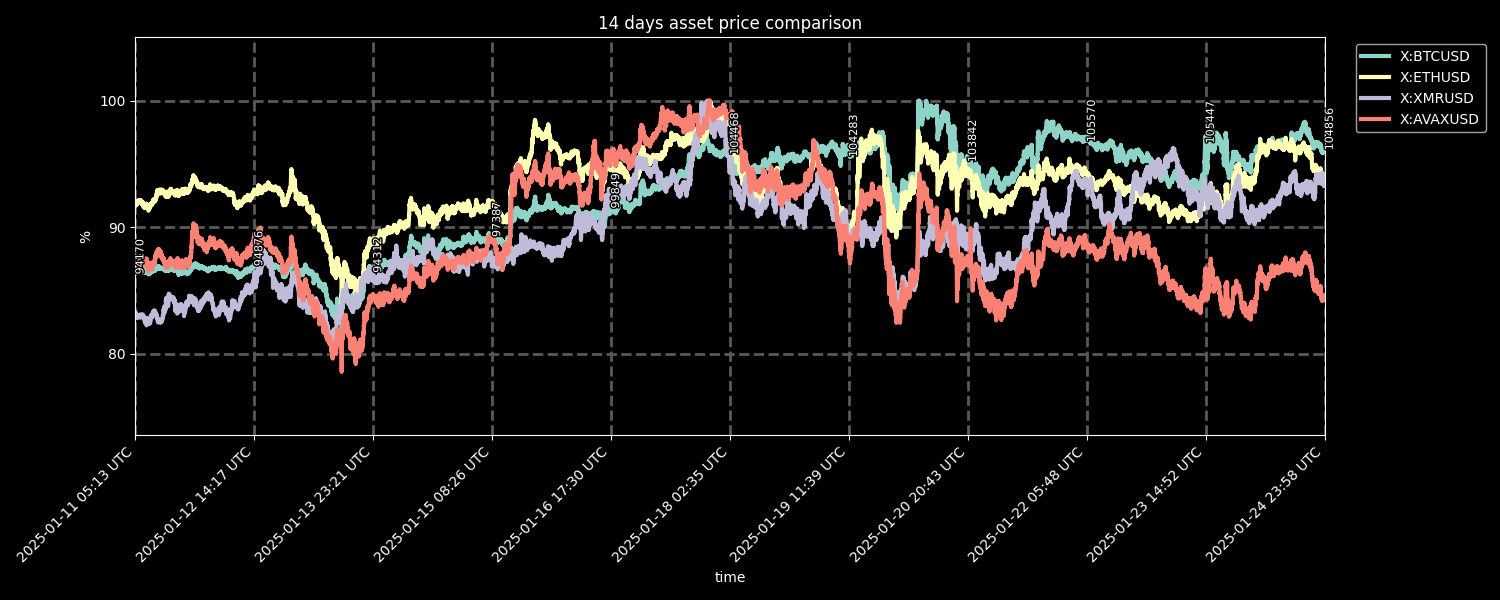 14 days asset price comparison
X:BTCUSD
X:ETHUSD
X:XMRUSD
X:AVAXUSD
100
90
80
%
94170
94876
94312
97387
99849
104468
104283
103842
105570
105447
104856
2025-01-11 05:13 UTC
2025-01-12 14:17 UTC
2025-01-13 23:21 UTC
2025-01-15 08:26 UTC
2025-01-16 17:30 UTC
2025-01-18 02:35 UTC
2025-01-19 11:39 UTC
2025-01-20 20:43 UTC
2025-01-22 05:48 UTC
2025-01-23 14:52 UTC
2025-01-24 23:58 UTC
time